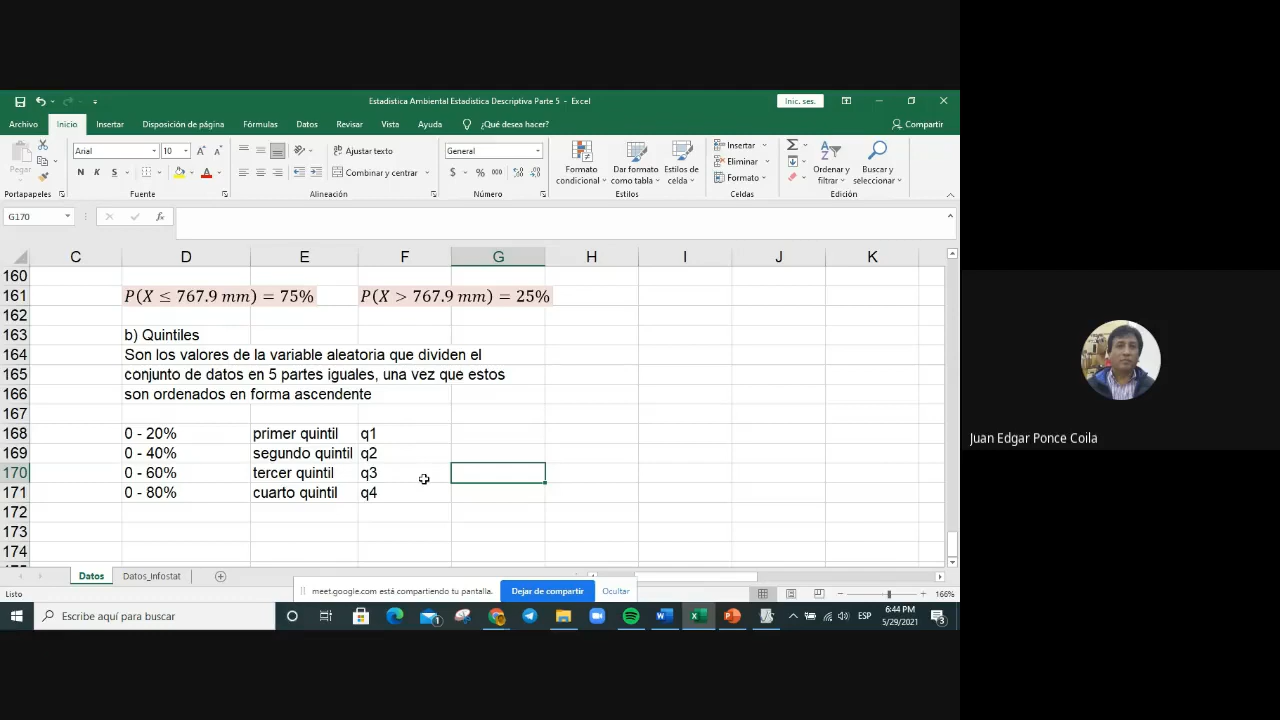 Estadistica Ambiental Estadistica Descriptiva Parte 5 - Excel
Inic. ses.
Archivo Inicio Insertar Disposición de página Fórmulas Datos Revisar Vista Ayuda ¿Qué desea hacer? Compartir
Pegar
Arial 10
N K S
Ajustar texto
Combinar y centrar
General
$ % 000
Formato condicional
Dar formato como tabla
Estilos de celda
Insertar
Eliminar
Formato
Ordenar y filtrar
Buscar y seleccionar
Portapapeles Fuente Alineación Número Estilos Celdas Edición
G170 fx
C D E F G H I J K
160
161 P(X ≤ 767.9 mm) = 75% P(X > 767.9 mm) = 25%
162
163 b) Quintiles
164 Son los valores de la variable aleatoria que dividen el
165 conjunto de datos en 5 partes iguales, una vez que estos
166 son ordenados en forma ascendente
167
168 0 - 20% primer quintil q1
169 0 - 40% segundo quintil q2
170 0 - 60% tercer quintil q3
171 0 - 80% cuarto quintil q4
172
173
174
Juan Edgar Ponce Coila
Datos Datos_Infostat
Listo
meet.google.com está compartiendo tu pantalla. Dejar de compartir Ocultar
166%
Escribe aquí para buscar
ESP
6:44 PM
5/29/2021